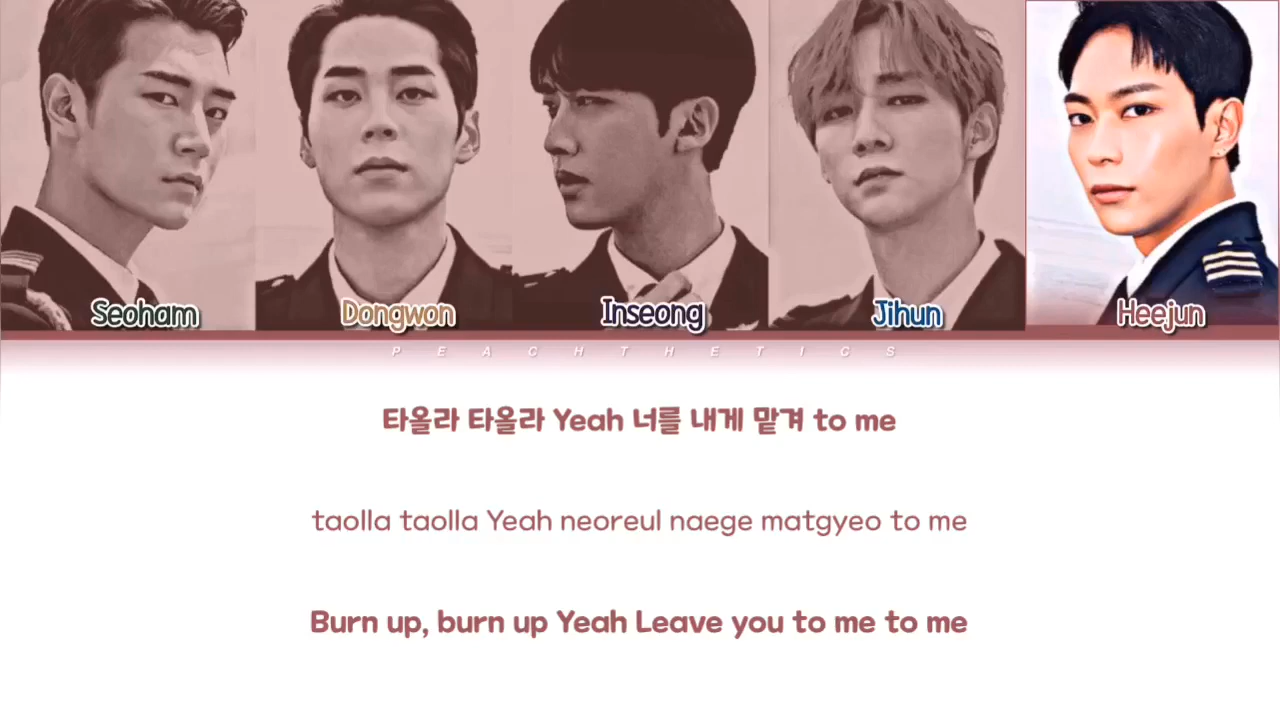 Seoham Dongwon Inseong Jihun Heejun
PEACHTHETICS
타올라 타올라 Yeah 너를 내게 맡겨 to me
taolla taolla Yeah neoreul naege matgyeo to me
Burn up, burn up Yeah Leave you to me to me